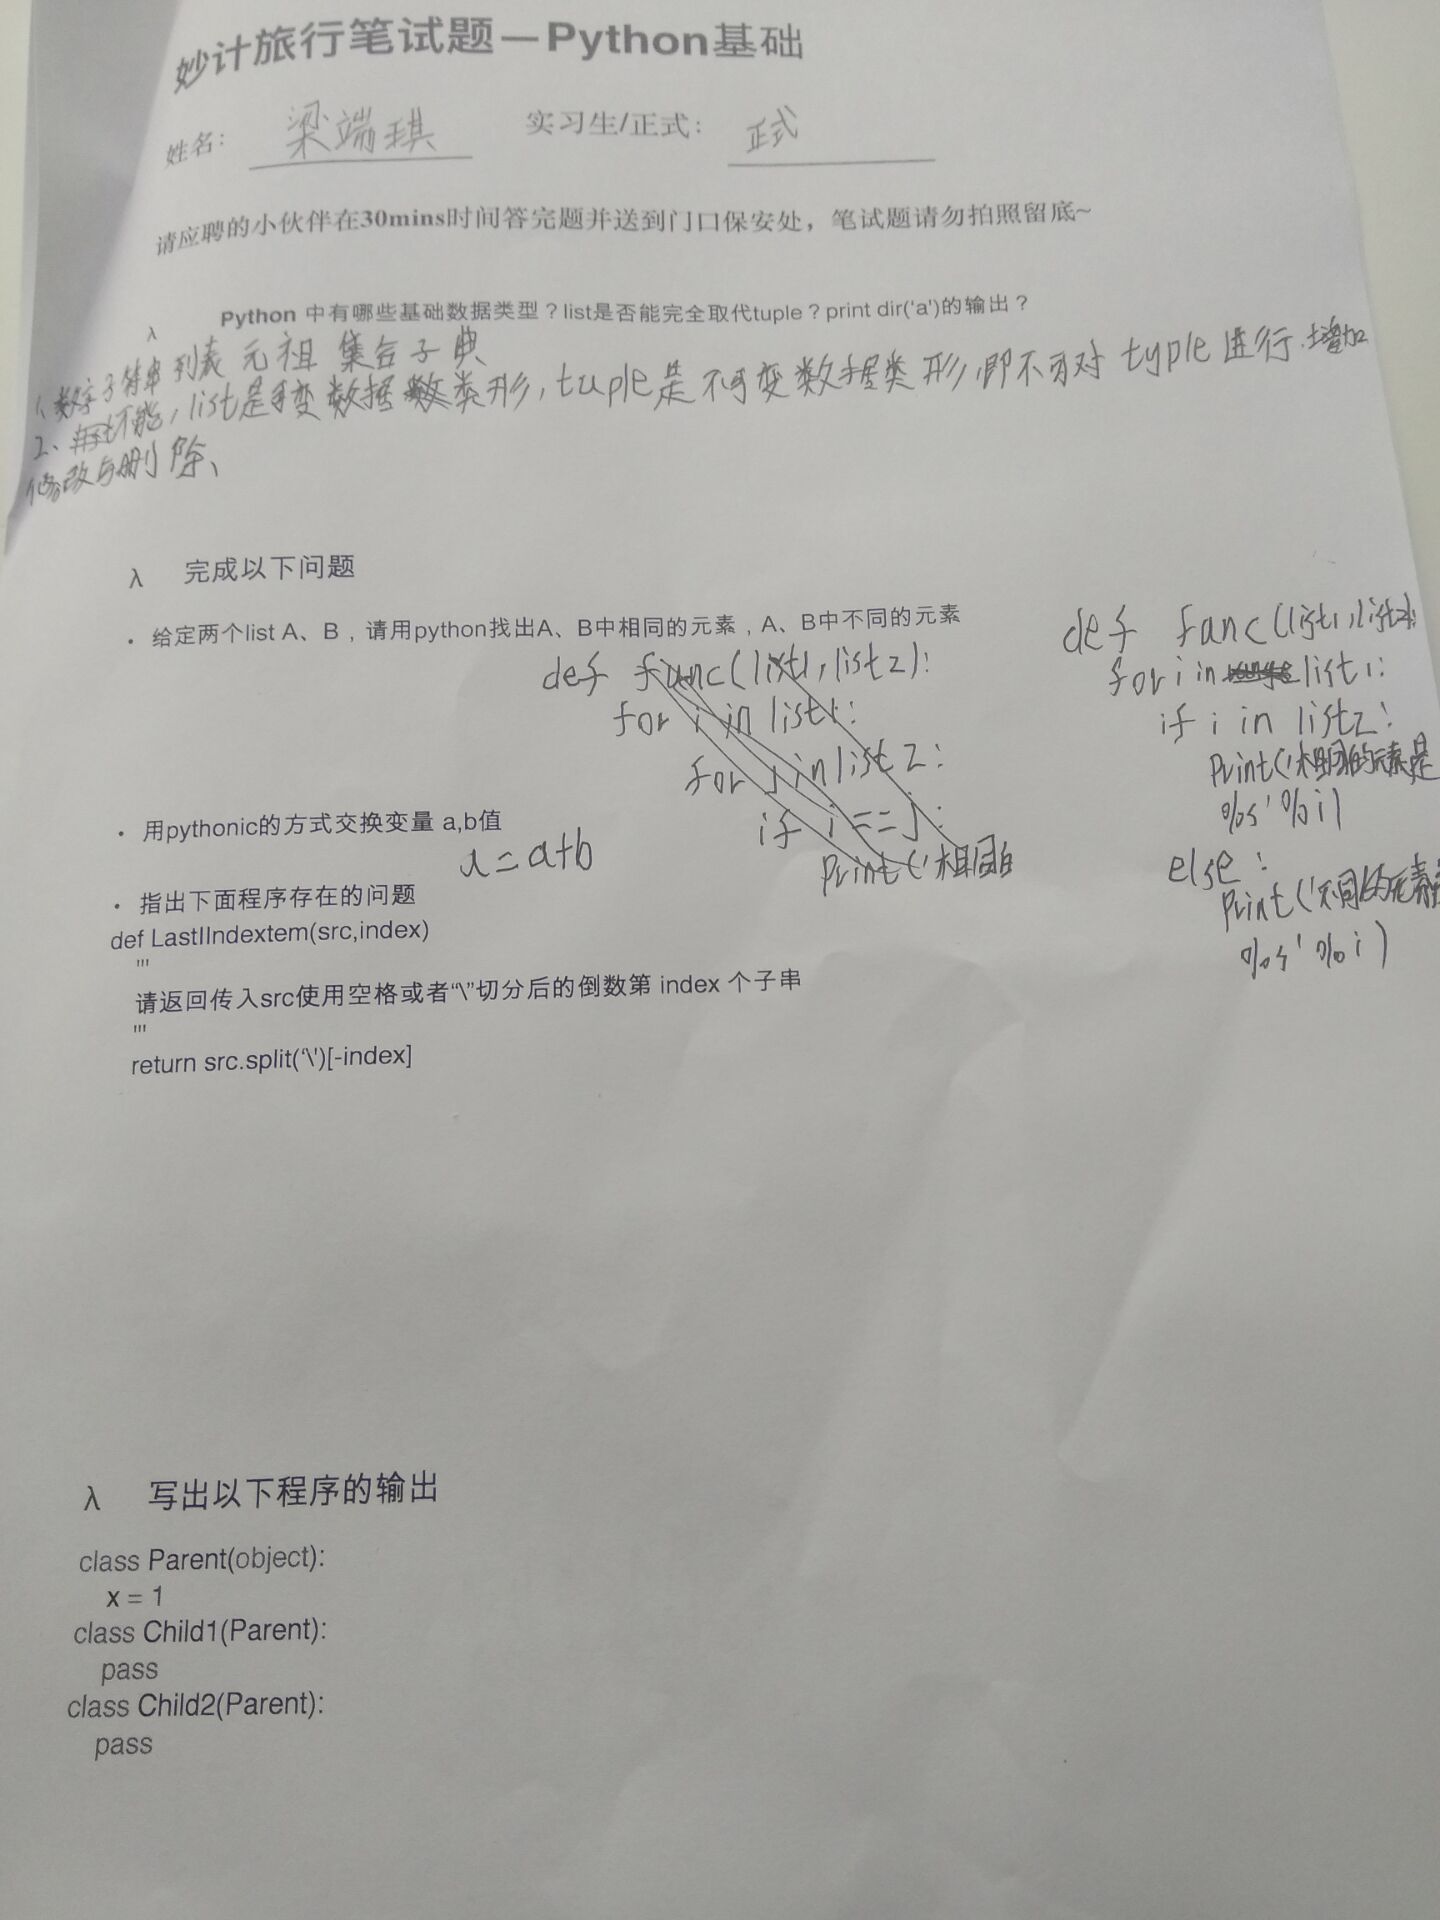 妙计旅行笔试题—Python基础
姓名: 梁端琪 实习生/正式: 正式
请应聘的小伙伴在30mins时间答完题并送到门口保安处，笔试题请勿拍照留底~
λ Python 中有哪些基础数据类型？list是否能完全取代tuple？print dir('a')的输出？
1、数字 字符串 列表 元祖 集合 字典
2、不能，list是可变数据类形，tuple是不可变数据类形，即不可对 typle 进行增加
修改与删除、
λ 完成以下问题
· 给定两个list A、B，请用python找出A、B中相同的元素，A、B中不同的元素
def func(list1,list2):
for i in list1:
for j in list2:
if i==j:
Print('相同的
def func(list1,list2):
for i in list1:
if i in list2:
Print('相同的元素是
%s'%i)
else:
Print('不同的元素是
%s'%i)
· 用pythonic的方式交换变量 a,b值
a=a+b
· 指出下面程序存在的问题
def LastIIndextem(src,index)
'''
请返回传入src使用空格或者“\”切分后的倒数第 index 个子串
'''
return src.split('\')[-index]
λ 写出以下程序的输出
class Parent(object):
x = 1
class Child1(Parent):
pass
class Child2(Parent):
pass